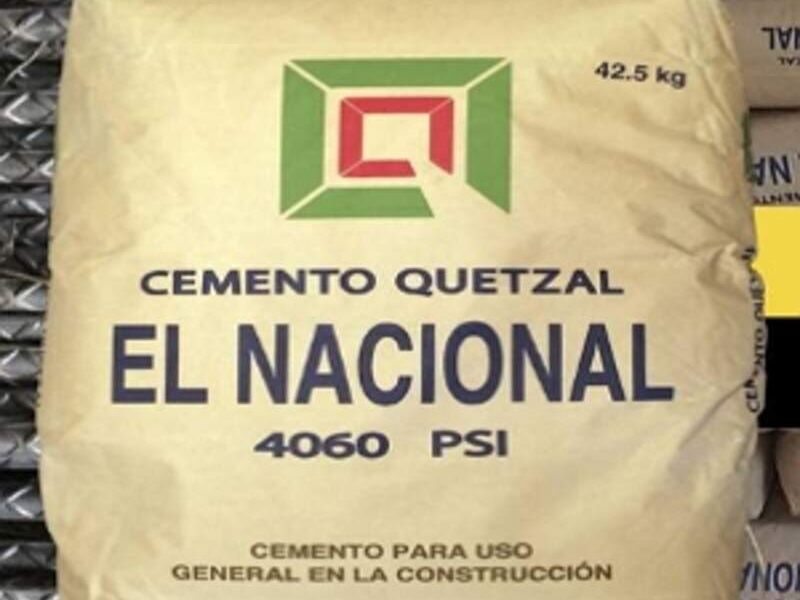 42.5 kg
CEMENTO QUETZAL
EL NACIONAL
4060 PSI
CEMENTO PARA USO
GENERAL EN LA CONSTRUCCIÓN